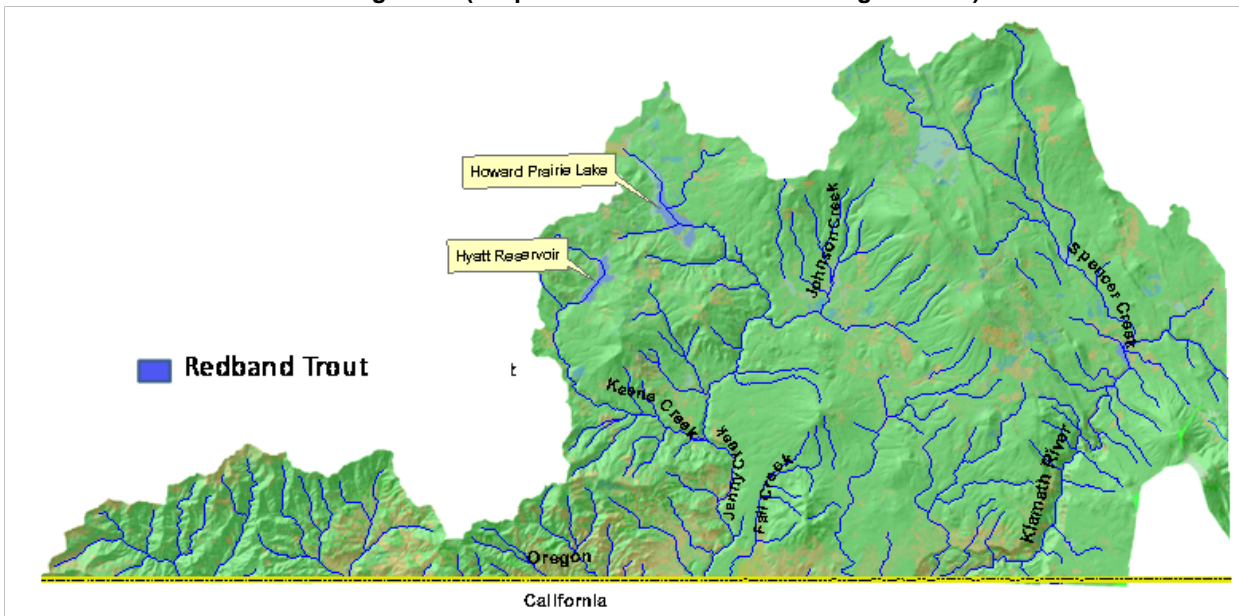 Howard Prairie Lake
Hyatt Reservoir
Johnson Creek
Spencer Creek
Redband Trout
t
Keene Creek
Jenny Creek
Fall Creek
Klamath River
Oregon
California